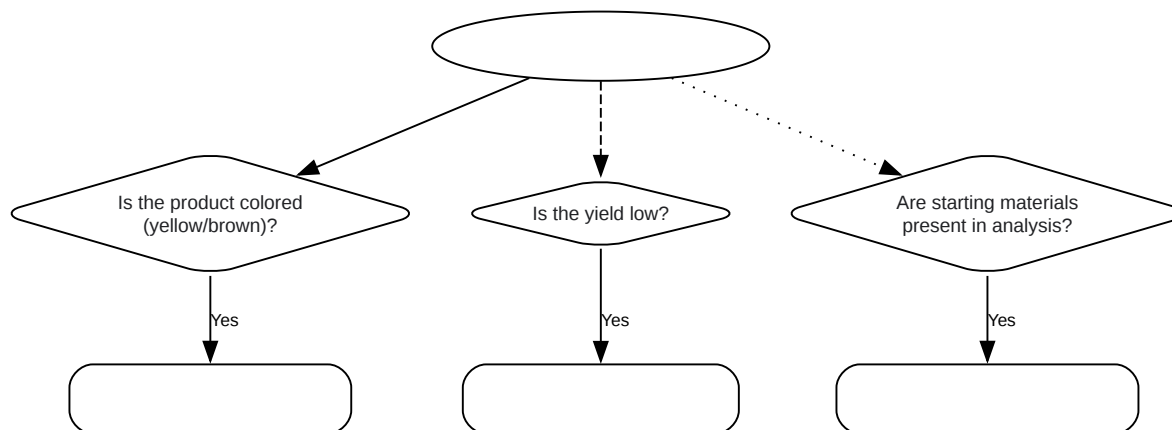 Is the product colored
(yellow/brown)?
Is the yield low?
Are starting materials
present in analysis?
Yes
Yes
Yes